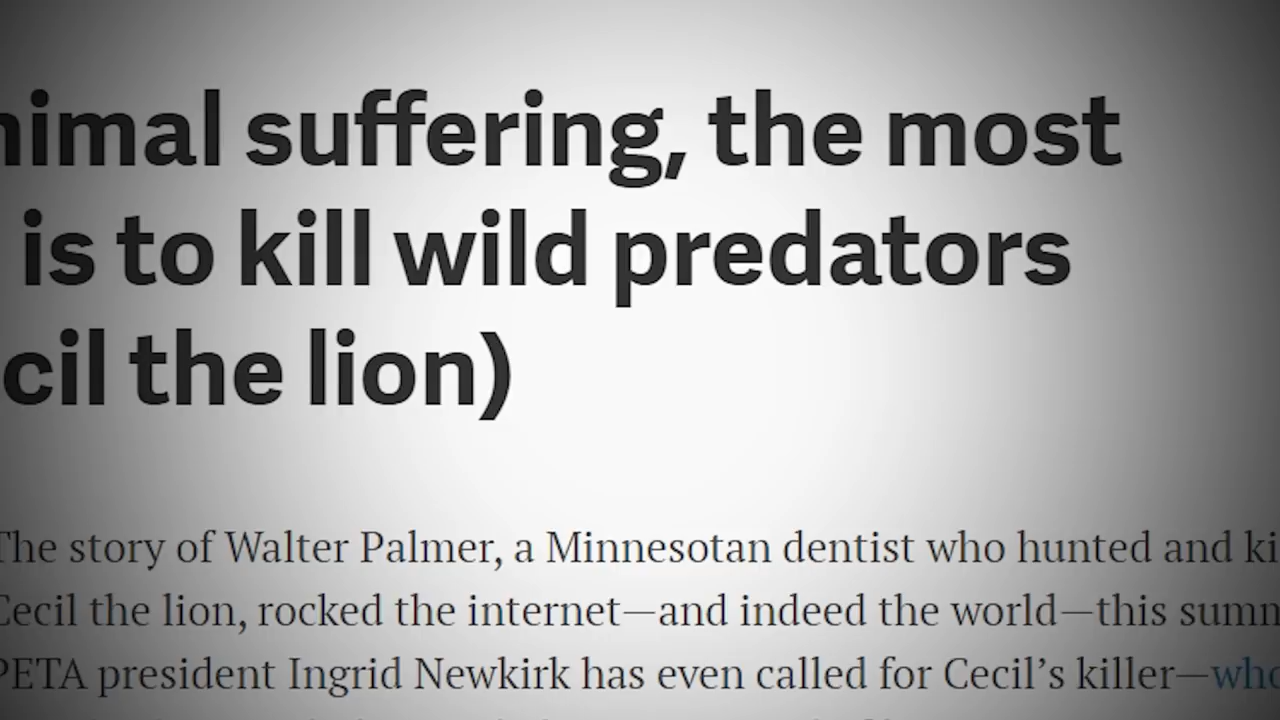 nimal suffering, the most
is to kill wild predators
cil the lion)
The story of Walter Palmer, a Minnesotan dentist who hunted and ki
Cecil the lion, rocked the internet—and indeed the world—this summ
PETA president Ingrid Newkirk has even called for Cecil’s killer—who